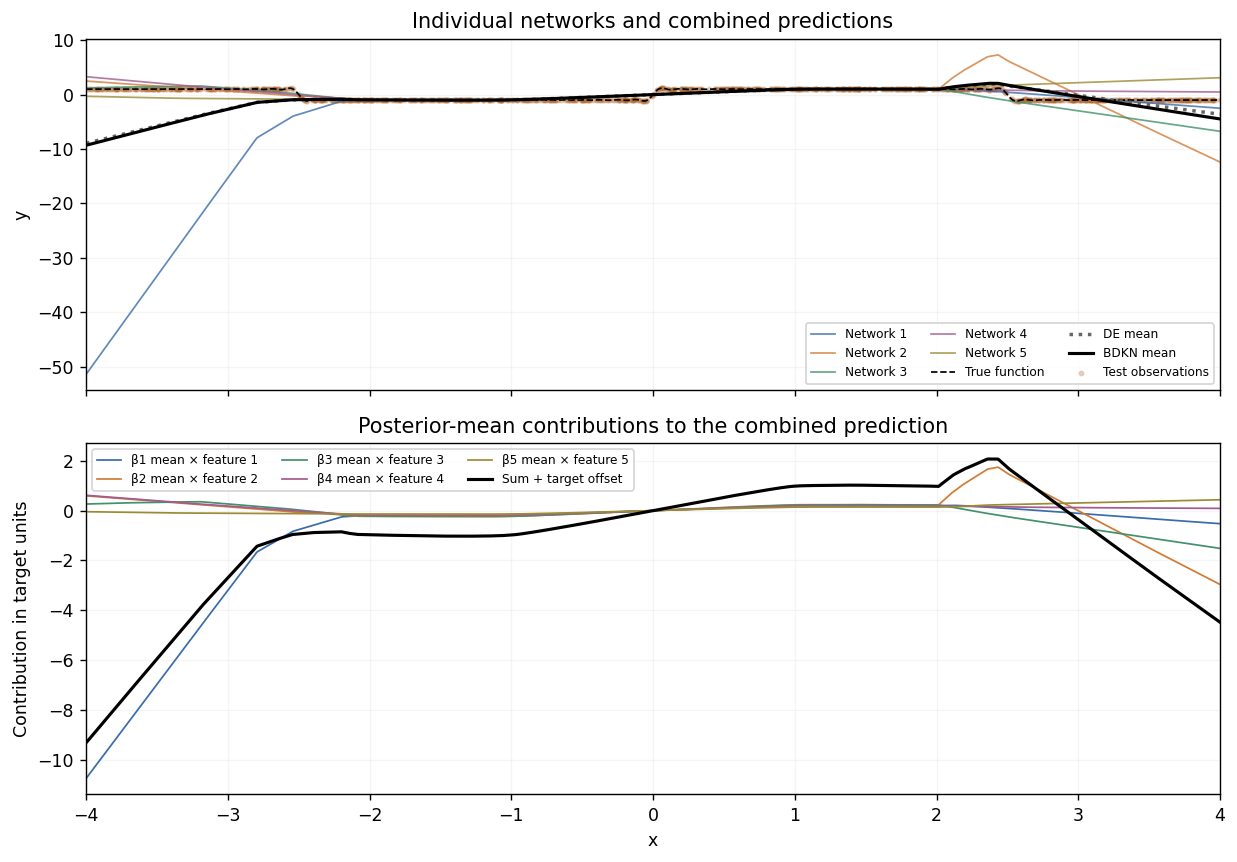 Individual networks and combined predictions
10
0
−10
−20
−30
−40
−50
y
Network 1 Network 4 DE mean
Network 2 Network 5 BDKN mean
Network 3 True function Test observations
Posterior-mean contributions to the combined prediction
β1 mean × feature 1 β3 mean × feature 3 β5 mean × feature 5
β2 mean × feature 2 β4 mean × feature 4 Sum + target offset
2
0
−2
−4
−6
−8
−10
Contribution in target units
−4 −3 −2 −1 0 1 2 3 4
x